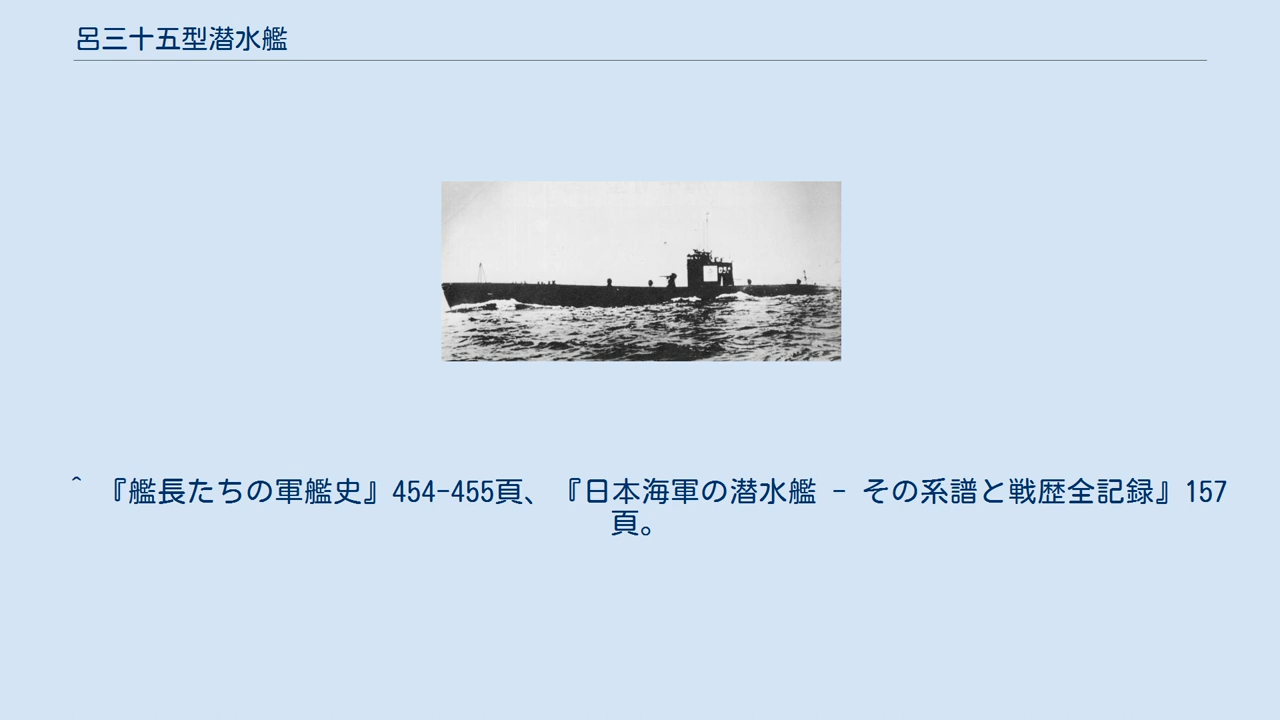 呂三十五型潜水艦
^ 『艦長たちの軍艦史』454-455頁、『日本海軍の潜水艦 - その系譜と戦歴全記録』157
頁。